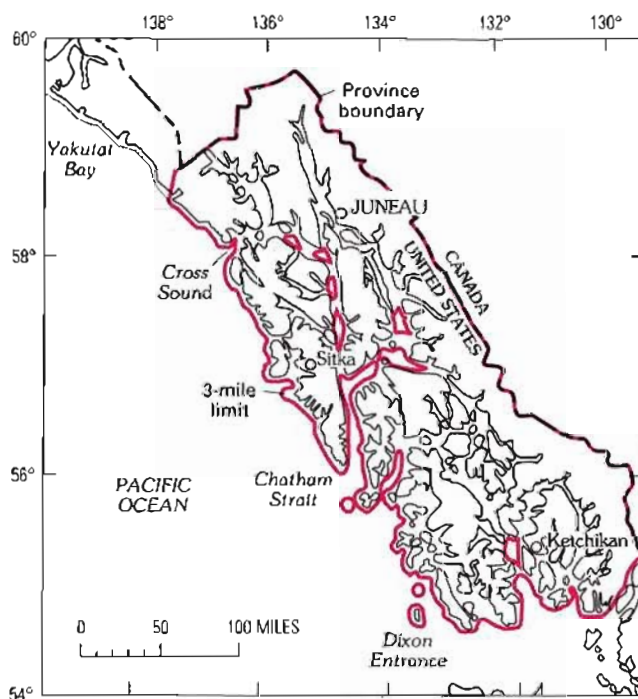 138°
136°
134°
132°
130°
60°
Province
boundary
Yakutat
Bay
JUNEAU
58°
CANADA
UNITED STATES
Cross
Sound
Sitka
3-mile
limit
56°
Chatham
Strait
PACIFIC
OCEAN
Ketchikan
0 50 100 MILES
Dixon
Entrance
54°